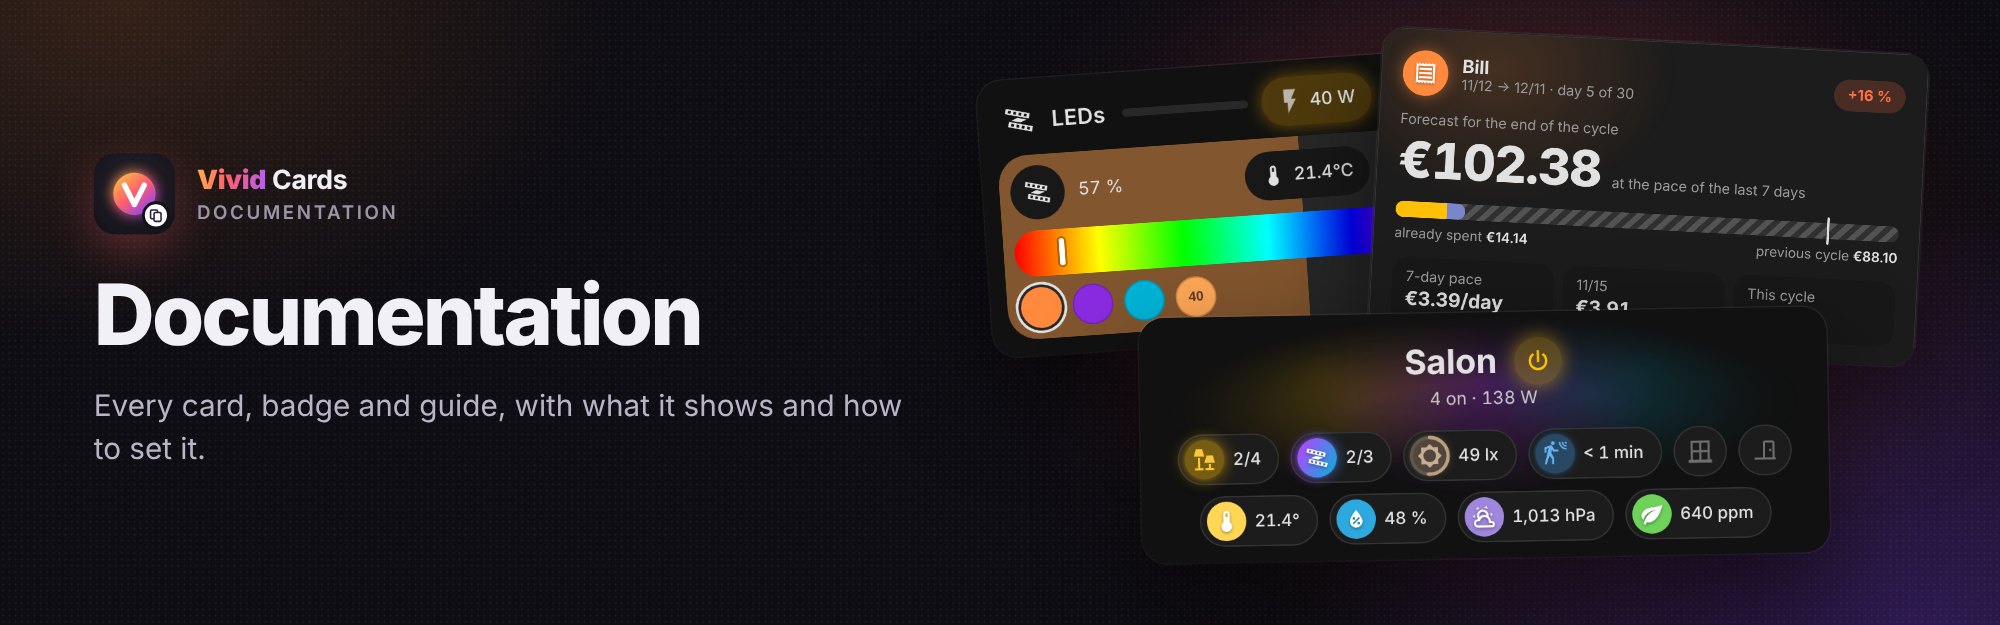 Vivid Cards
DOCUMENTATION
Documentation
Every card, badge and guide, with what it shows and how
to set it.
LEDs
40 W
57 %
21.4°C
40
Bill
11/12 → 12/11 · day 5 of 30
+16 %
Forecast for the end of the cycle
€102.38 at the pace of the last 7 days
already spent €14.14
previous cycle €88.10
7-day pace
€3.39/day
11/15
€3.91
This cycle
Salon
4 on · 138 W
2/4
2/3
49 lx
< 1 min
21.4°
48 %
1,013 hPa
640 ppm